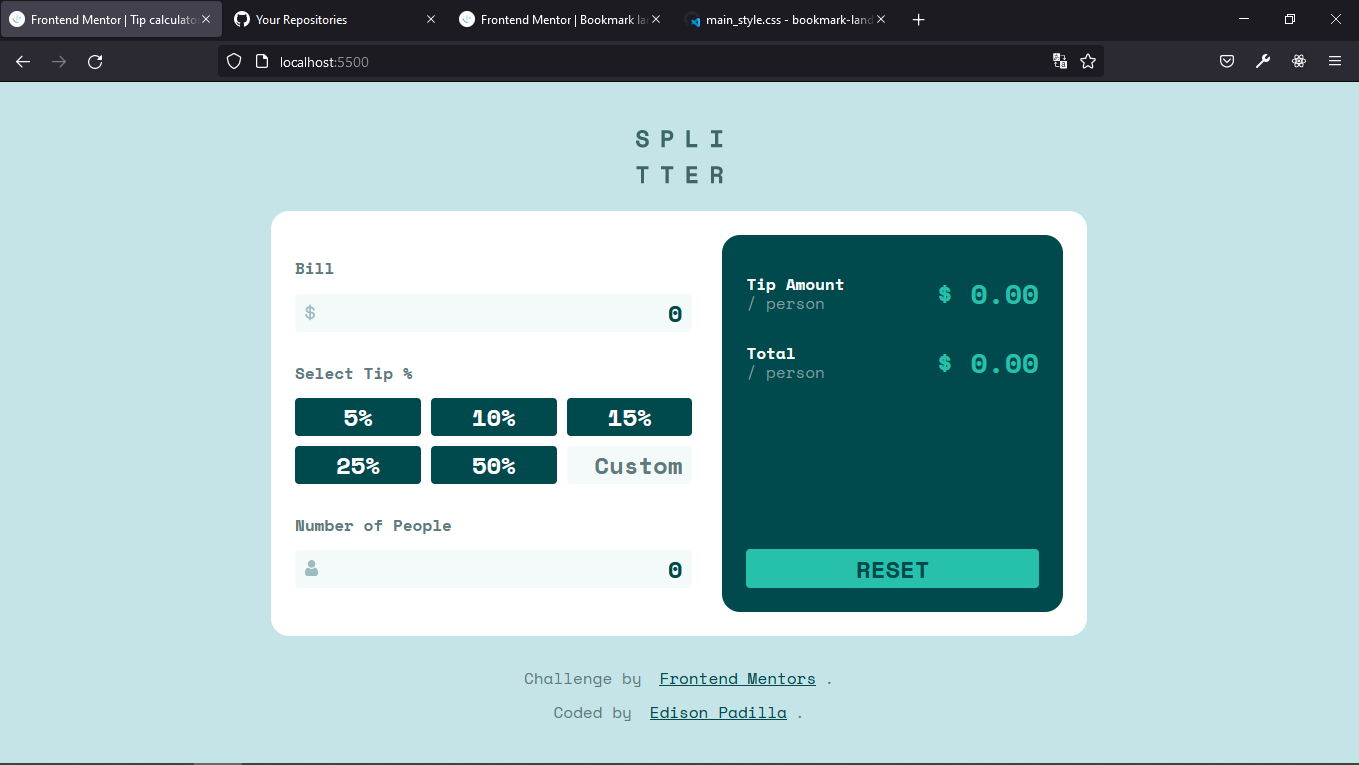 Frontend Mentor | Tip calculato
Your Repositories
Frontend Mentor | Bookmark la
main_style.css - bookmark-land
localhost:5500
SPLI
TTER
Bill
$ 0
Select Tip %
5% 10% 15%
25% 50% Custom
Number of People
0
Tip Amount
/ person
$ 0.00
Total
/ person
$ 0.00
RESET
Challenge by Frontend Mentors .
Coded by Edison Padilla .